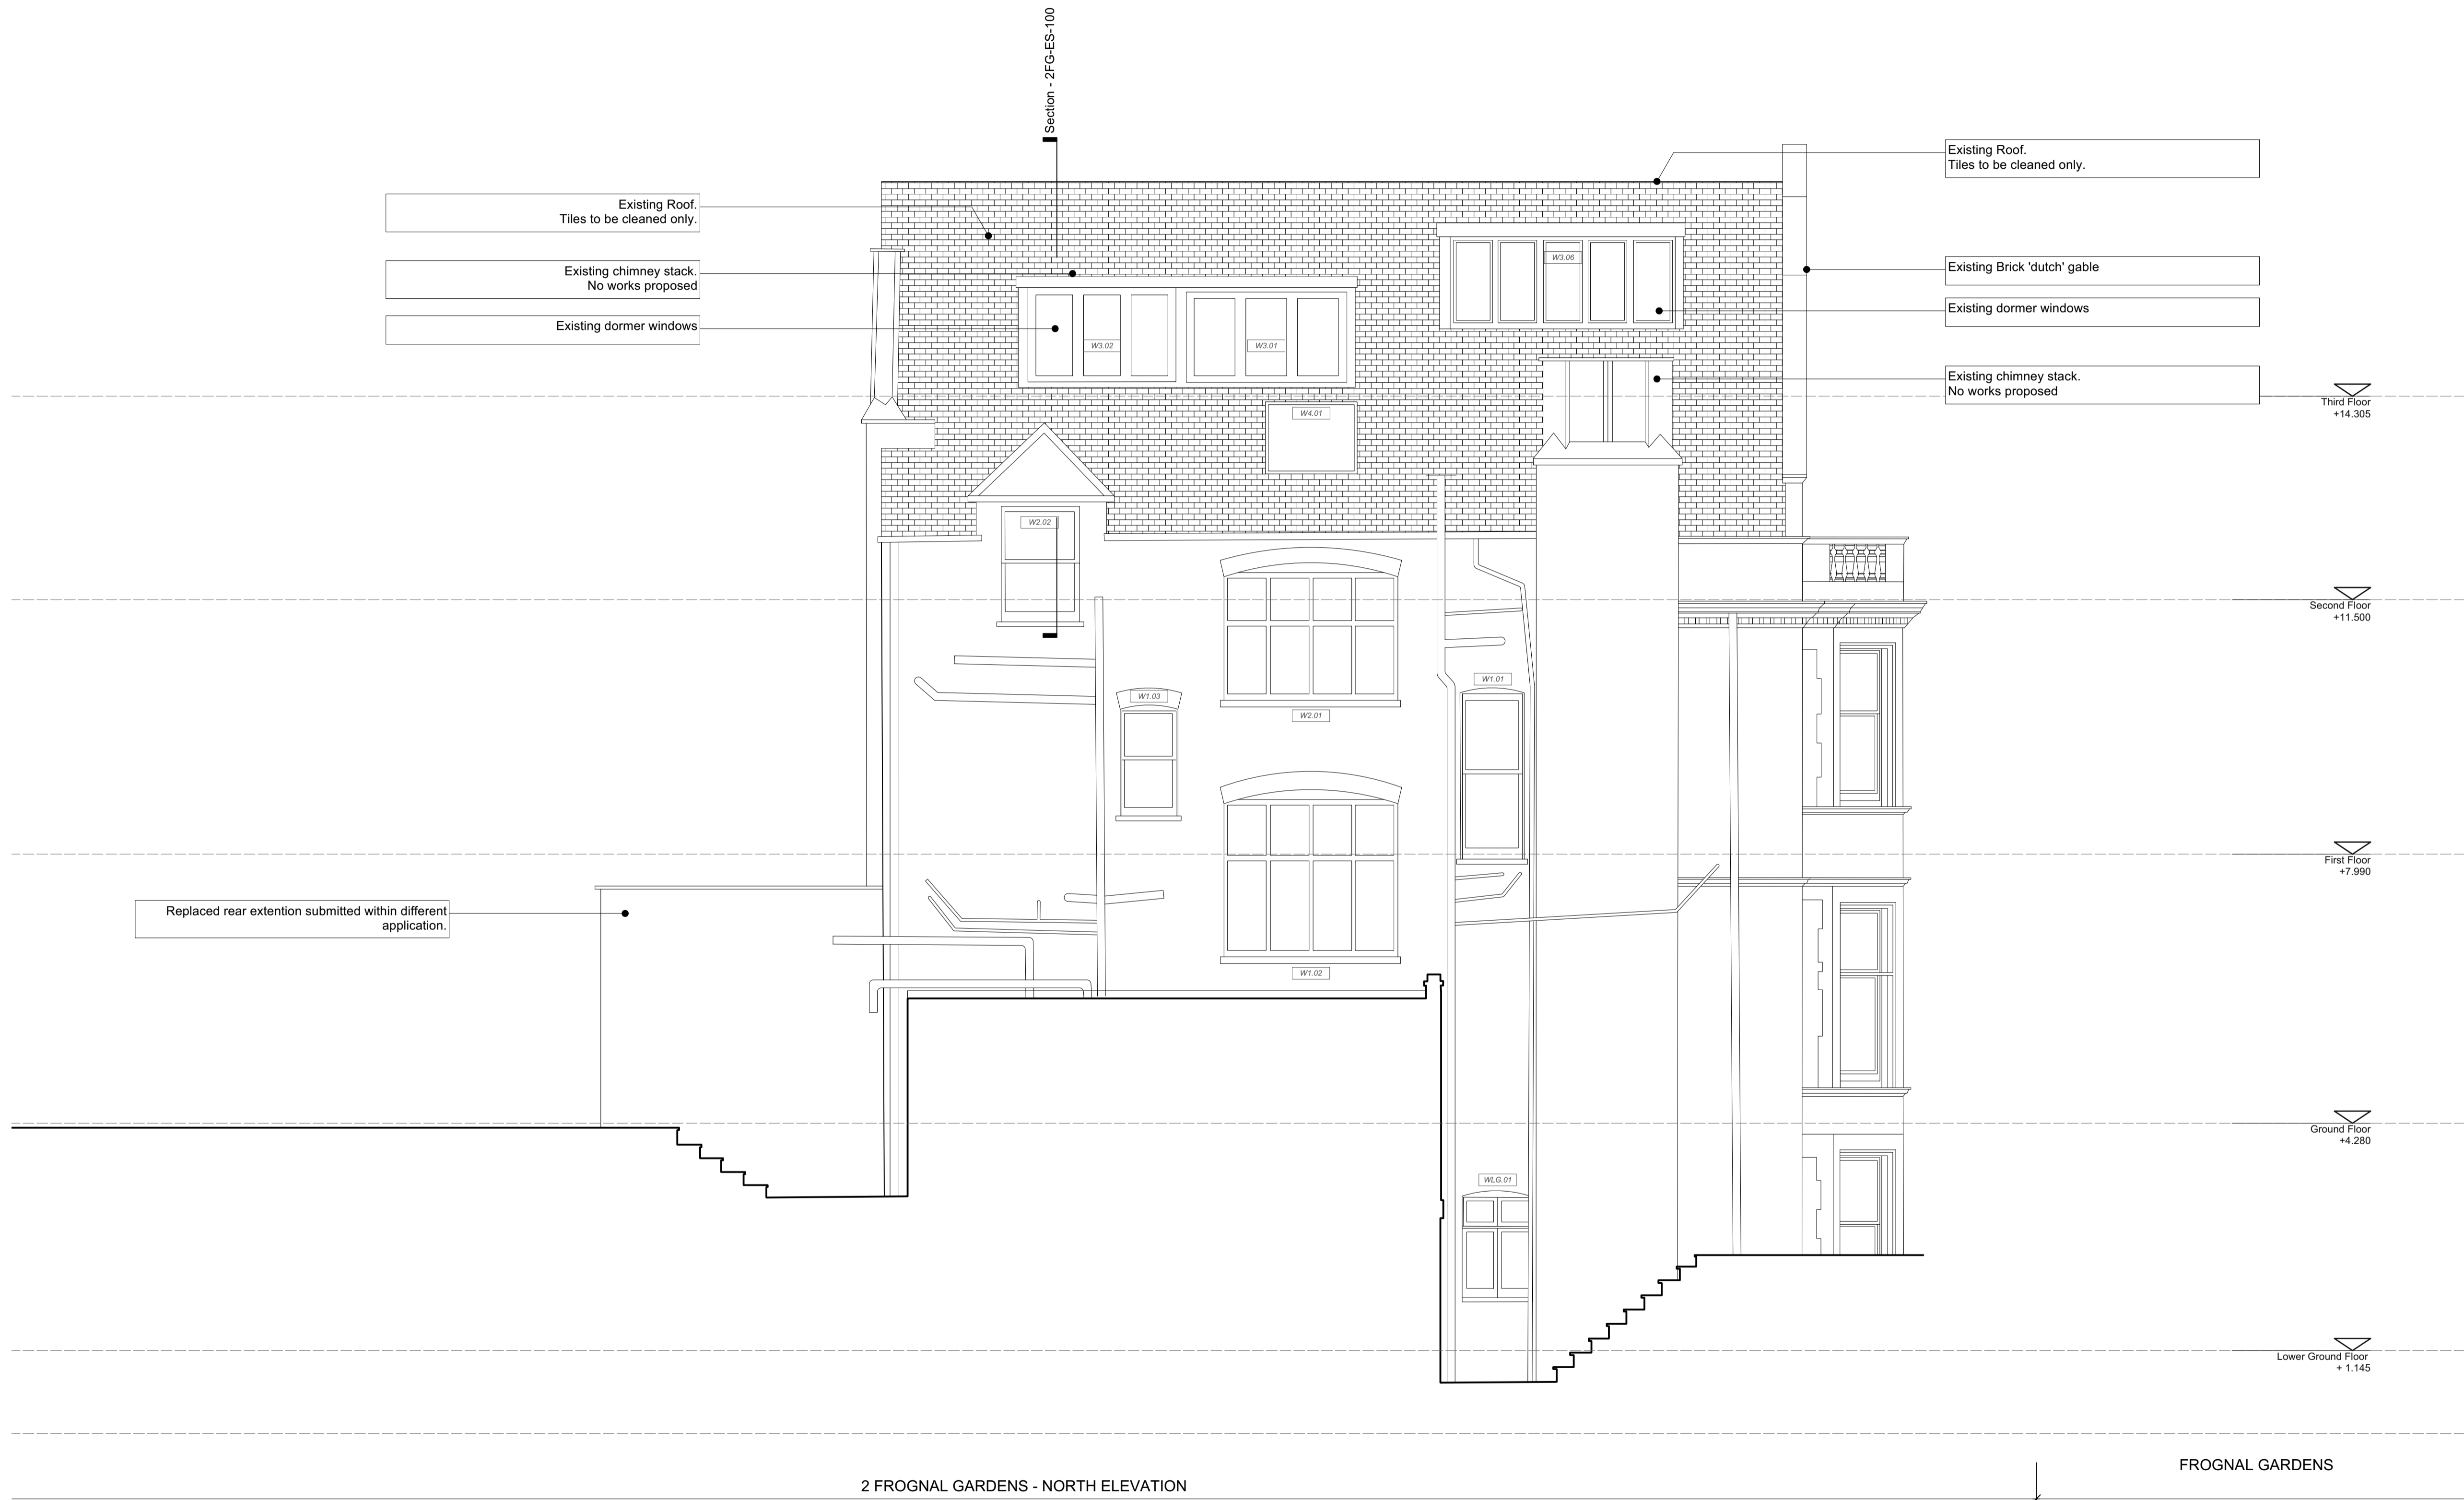 Section - 2FG-ES-100
Existing Roof.
Tiles to be cleaned only.
Existing Roof.
Tiles to be cleaned only.
Existing chimney stack.
No works proposed
Existing Brick 'dutch' gable
Existing dormer windows
Existing dormer windows
Existing chimney stack.
No works proposed
W3.06
W3.02
W3.01
W4.01
Third Floor
+14.305
W2.02
Second Floor
+11.500
W1.03
W1.01
W2.01
First Floor
+7.990
Replaced rear extention submitted within different
application.
W1.02
Ground Floor
+4.280
WLG.01
Lower Ground Floor
+ 1.145
FROGNAL GARDENS
2 FROGNAL GARDENS - NORTH ELEVATION